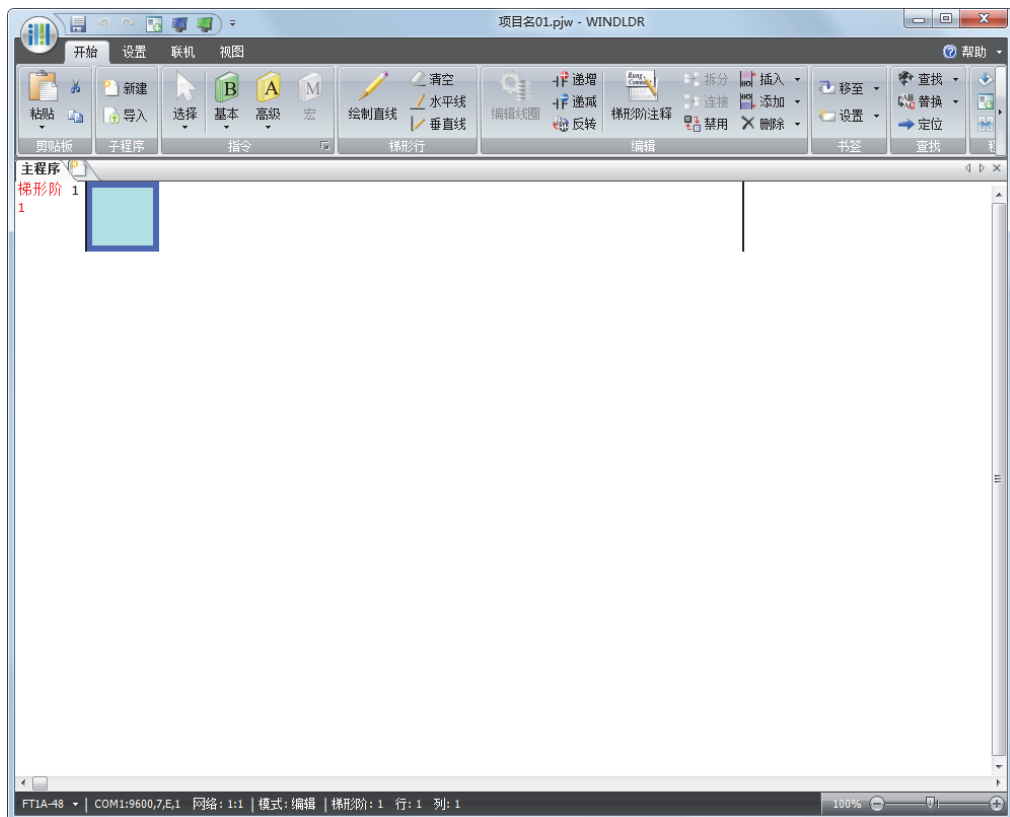 项目名01.pjw - WINDLDR
开始 设置 联机 视图 帮助
粘贴 新建 导入 选择 B 基本 A 高级 M 宏 绘制直线 清空 水平线 垂直线 编辑线圈 递增 递减 反转 梯形阶注释 拆分 连接 禁用 插入 添加 删除 移至 设置 查找 替换 定位
剪贴板 子程序 指令 梯形行 编辑 书签 查找
主程序
梯形阶 1
1
FT1A-48 COM1:9600,7,E,1 网络: 1:1 模式: 编辑 梯形阶: 1 行: 1 列: 1 100%